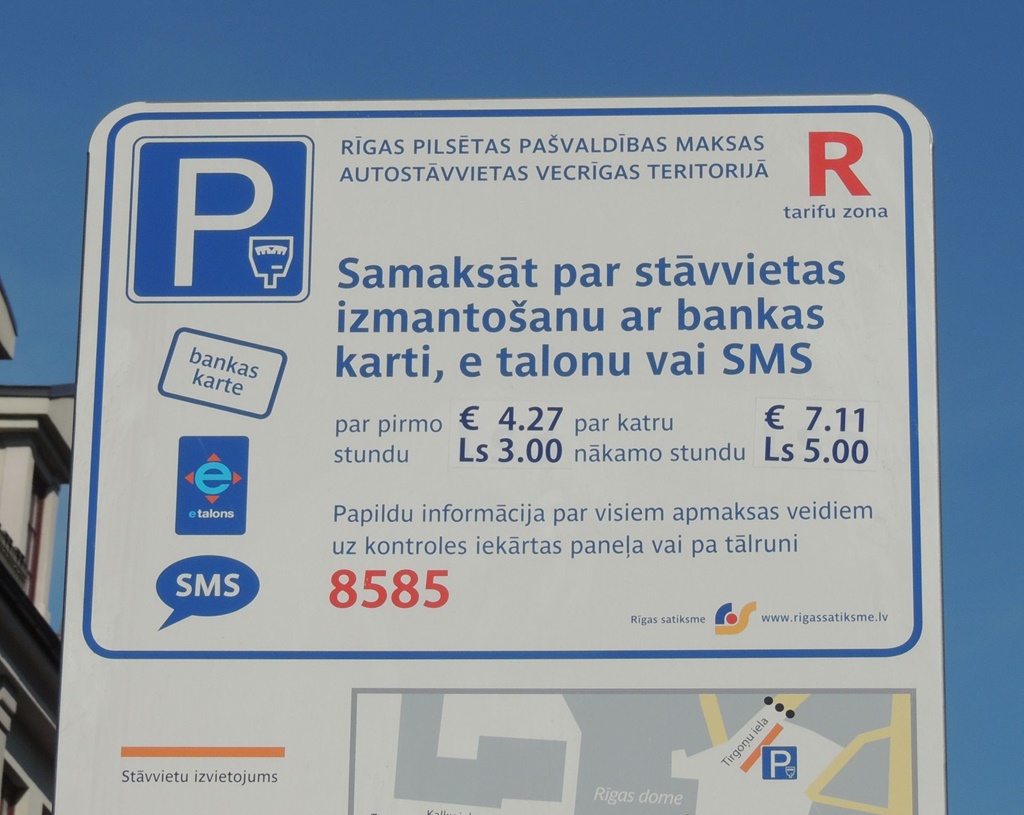 P
RĪGAS PILSĒTAS PAŠVALDĪBAS MAKSAS
AUTOSTĀVVIETAS VECRĪGAS TERITORIJĀ
R
tarifu zona
Samaksāt par stāvvietas
izmantošanu ar bankas
karti, e talonu vai SMS
bankas
karte
par pirmo € 4.27 par katru € 7.11
stundu Ls 3.00 nākamo stundu Ls 5.00
e
e talons
Papildu informācija par visiem apmaksas veidiem
uz kontroles iekārtas paneļa vai pa tālruni
SMS
8585
Rīgas satiksme www.rigassatiksme.lv
Stāvvietu izvietojums
Tirgoņu iela
P
Rīgas dome